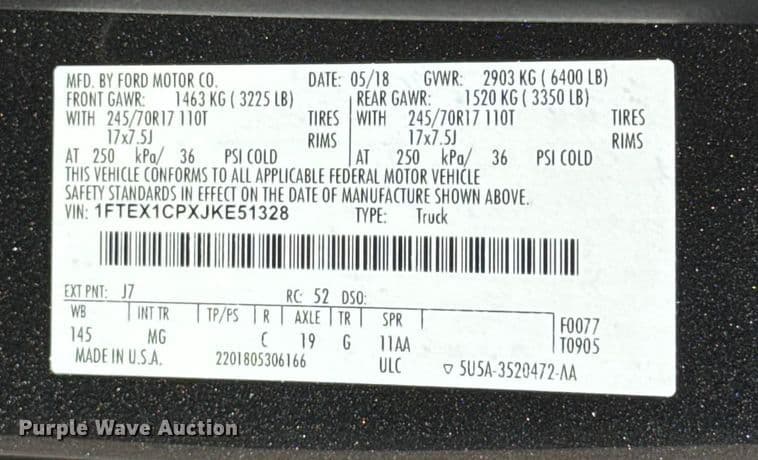 MFD. BY FORD MOTOR CO. DATE: 05/18 GVWR: 2903 KG ( 6400 LB)
FRONT GAWR: 1463 KG ( 3225 LB) REAR GAWR: 1520 KG ( 3350 LB)
WITH 245/70R17 110T TIRES WITH 245/70R17 110T TIRES
17x7.5J RIMS 17x7.5J RIMS
AT 250 kPa/ 36 PSI COLD AT 250 kPa/ 36 PSI COLD
THIS VEHICLE CONFORMS TO ALL APPLICABLE FEDERAL MOTOR VEHICLE
SAFETY STANDARDS IN EFFECT ON THE DATE OF MANUFACTURE SHOWN ABOVE.
VIN: 1FTEX1CPXJKE51328 TYPE: Truck
EXT PNT: J7 RC: 52 DSO:
WB INT TR TP/PS R AXLE TR SPR F0077
145 MG C 19 G 11AA T0905
MADE IN U.S.A. 2201805306166 ULC ▽ 5U5A-3520472-AA
Purple Wave Auction